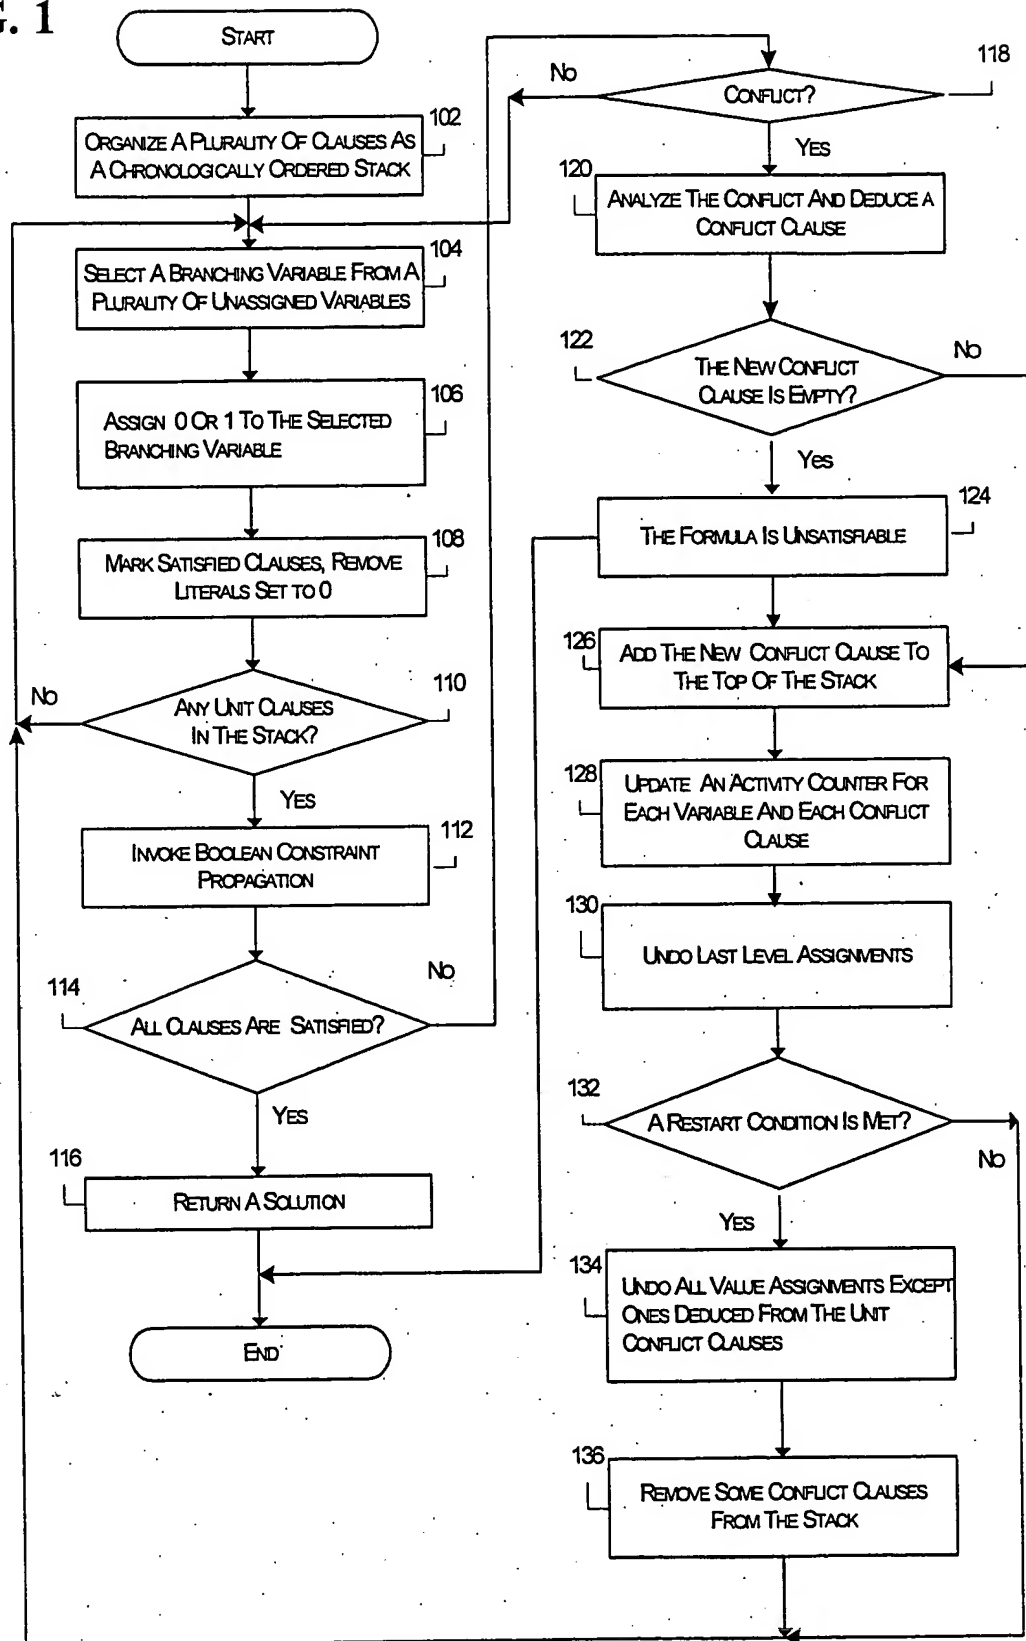 G. 1
START
102
ORGANIZE A PLURALITY OF CLAUSES AS
A CHRONOLOGICALLY ORDERED STACK
104
SELECT A BRANCHING VARIABLE FROM A
PLURALITY OF UNASSIGNED VARIABLES
106
ASSIGN 0 OR 1 TO THE SELECTED
BRANCHING VARIABLE
108
MARK SATISFIED CLAUSES, REMOVE
LITERALS SET TO 0
110
No
ANY UNIT CLAUSES
IN THE STACK?
YES
112
INVOKE BOOLEAN CONSTRAINT
PROPAGATION
114
No
ALL CLAUSES ARE SATISFIED?
YES
116
RETURN A SOLUTION
END
118
No
CONFLICT?
YES
120
ANALYZE THE CONFLICT AND DEDUCE A
CONFLICT CLAUSE
122
No
THE NEW CONFLICT
CLAUSE IS EMPTY?
Yes
124
THE FORMULA IS UNSATISFIABLE
126
ADD THE NEW CONFLICT CLAUSE TO
THE TOP OF THE STACK
128
UPDATE AN ACTIVITY COUNTER FOR
EACH VARIABLE AND EACH CONFLICT
CLAUSE
130
UNDO LAST LEVEL ASSIGNMENTS
132
A RESTART CONDITION IS MET?
No
YES
134
UNDO ALL VALUE ASSIGNMENTS EXCEPT
ONES DEDUCED FROM THE UNIT
CONFLICT CLAUSES
136
REMOVE SOME CONFLICT CLAUSES
FROM THE STACK